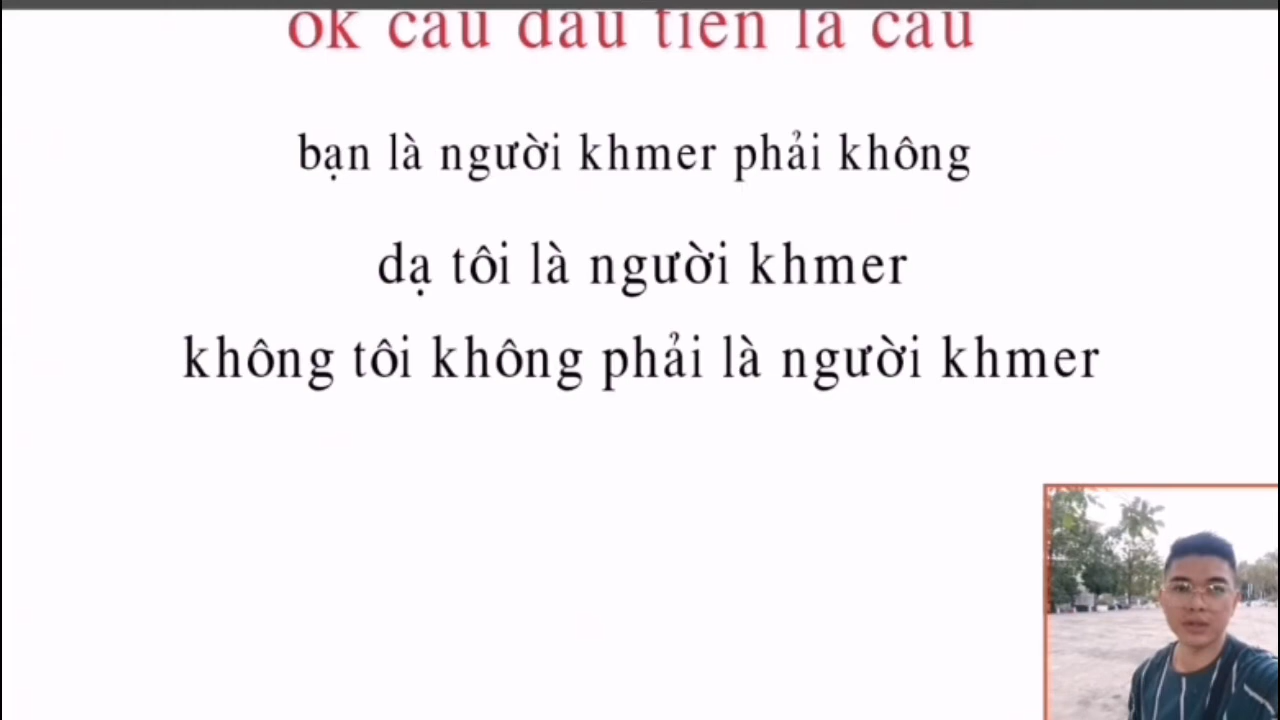 ok câu đầu tiên là câu
bạn là người khmer phải không
dạ tôi là người khmer
không tôi không phải là người khmer